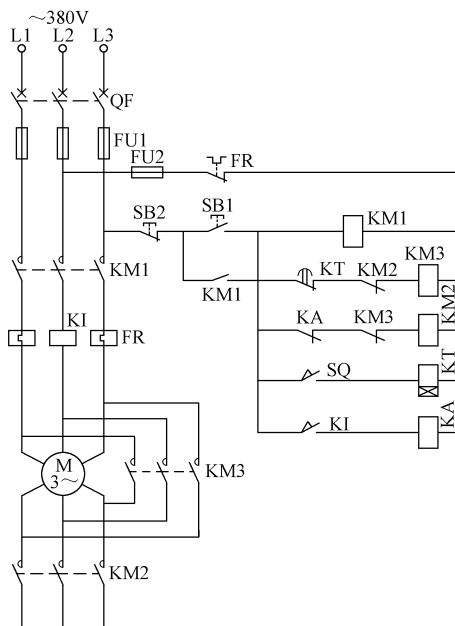 ~380V
L1 L2 L3
QF
FU1
FU2 FR
SB2 SB1 KM1
KM1 KM1 KT KM2 KM3
KI FR KA KM3 KM2
SQ KT
KI KA
M
3~
KM3
KM2